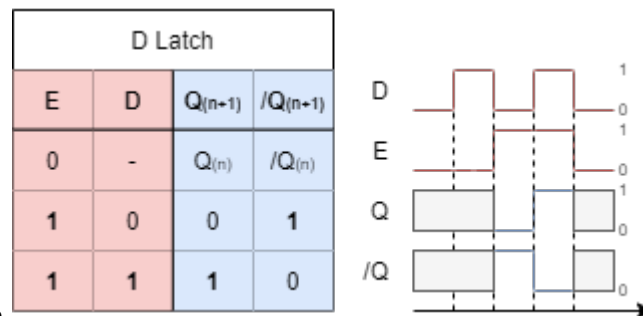 D Latch
E D Q(n+1) /Q(n+1)
0 - Q(n) /Q(n)
1 0 0 1
1 1 1 0
D 1
0
E 1
0
Q 1
0
/Q
0